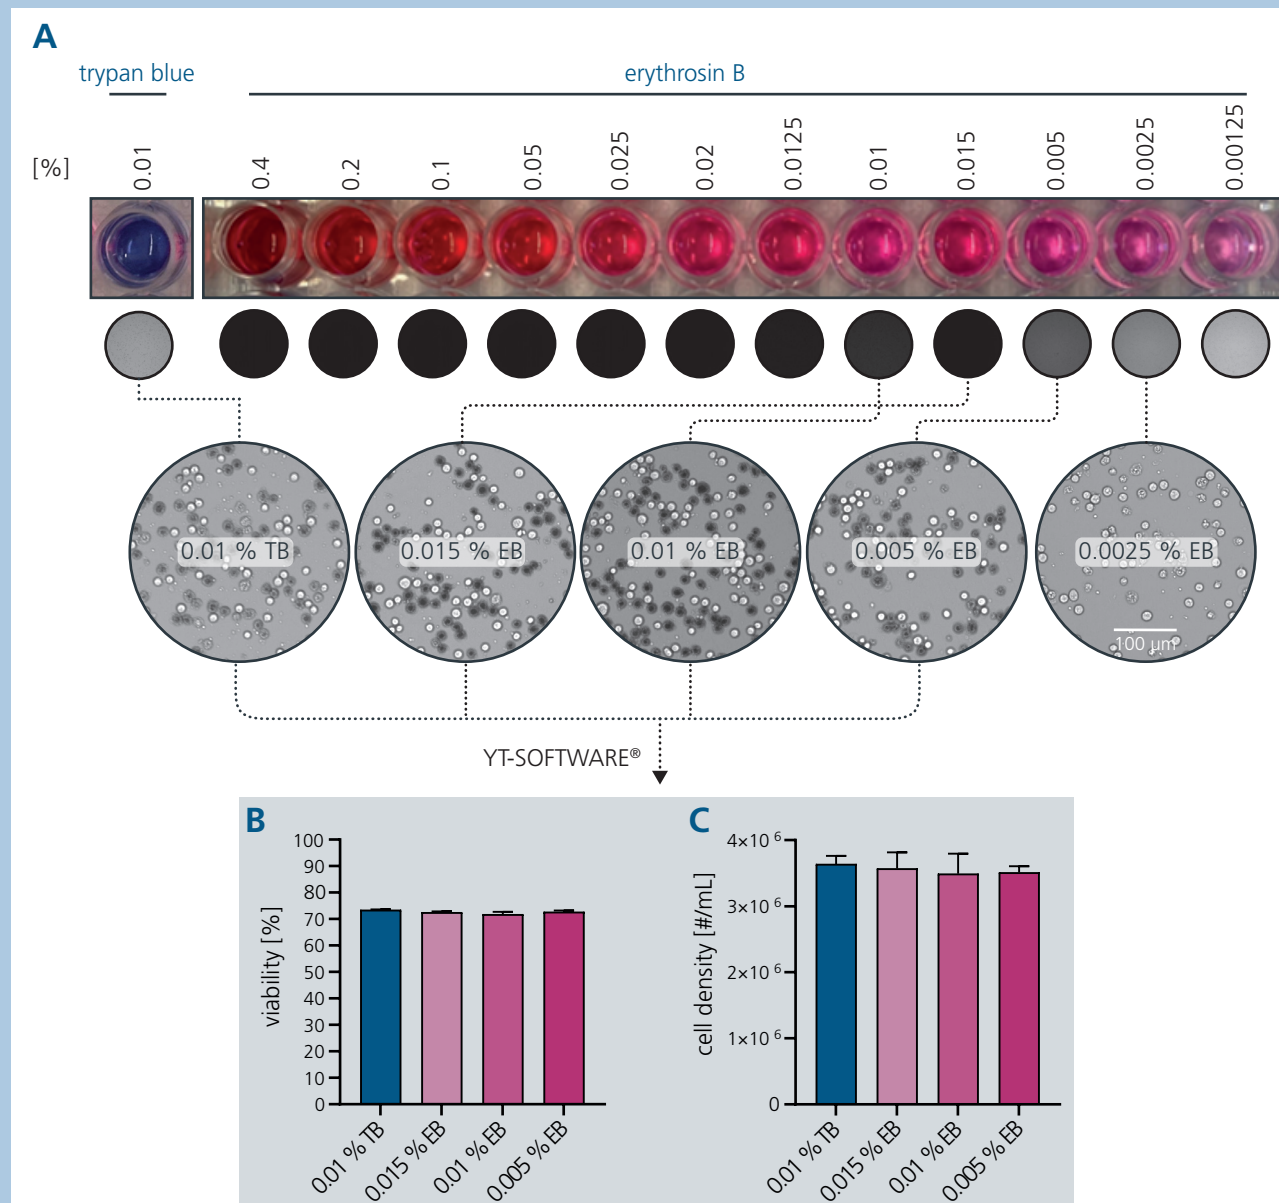 A
trypan blue
erythrosin B
[%]
0.01
0.4
0.2
0.1
0.05
0.025
0.02
0.0125
0.01
0.015
0.005
0.0025
0.00125
0.01 % TB
0.015 % EB
0.01 % EB
0.005 % EB
0.0025 % EB
100 µm
YT-SOFTWARE®
B
viability [%]
100
90
80
70
60
50
40
30
20
10
0
0.01 % TB
0.015 % EB
0.01 % EB
0.005 % EB
C
cell density [#/mL]
4×10⁶
3×10⁶
2×10⁶
1×10⁶
0
0.01 % TB
0.015 % EB
0.01 % EB
0.005 % EB